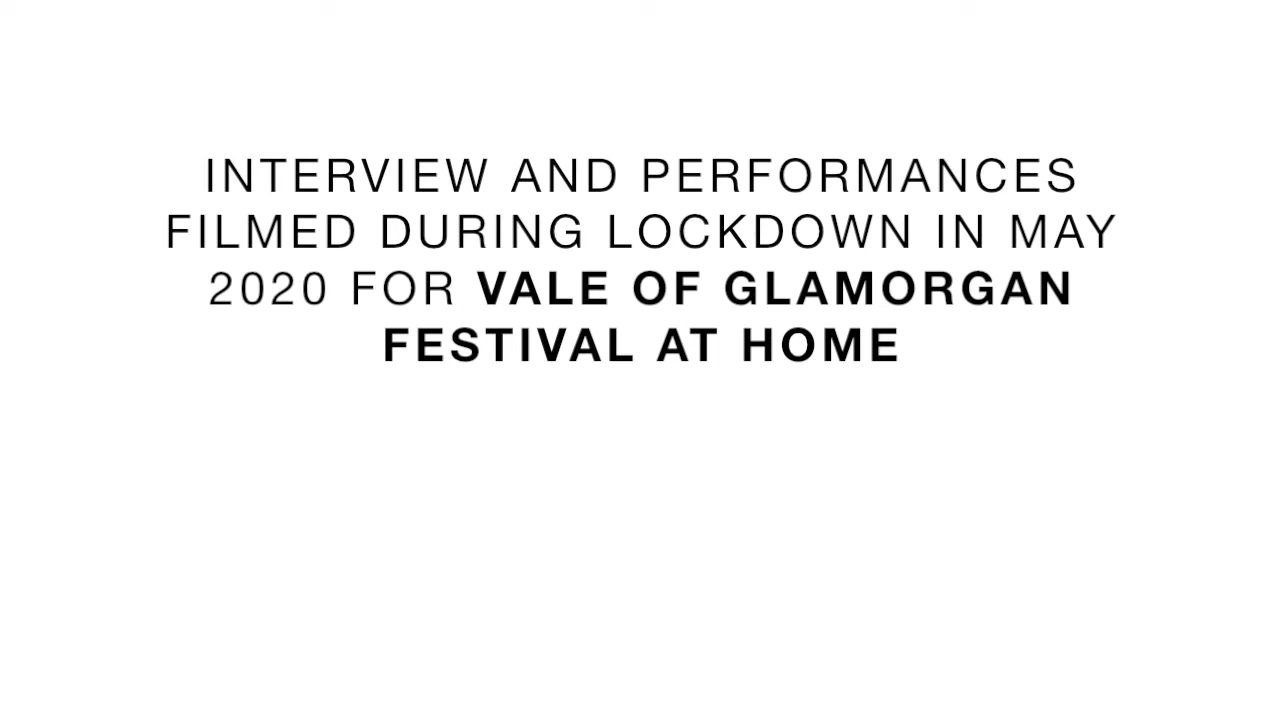 INTERVIEW AND PERFORMANCES
FILMED DURING LOCKDOWN IN MAY
2020 FOR VALE OF GLAMORGAN
FESTIVAL AT HOME